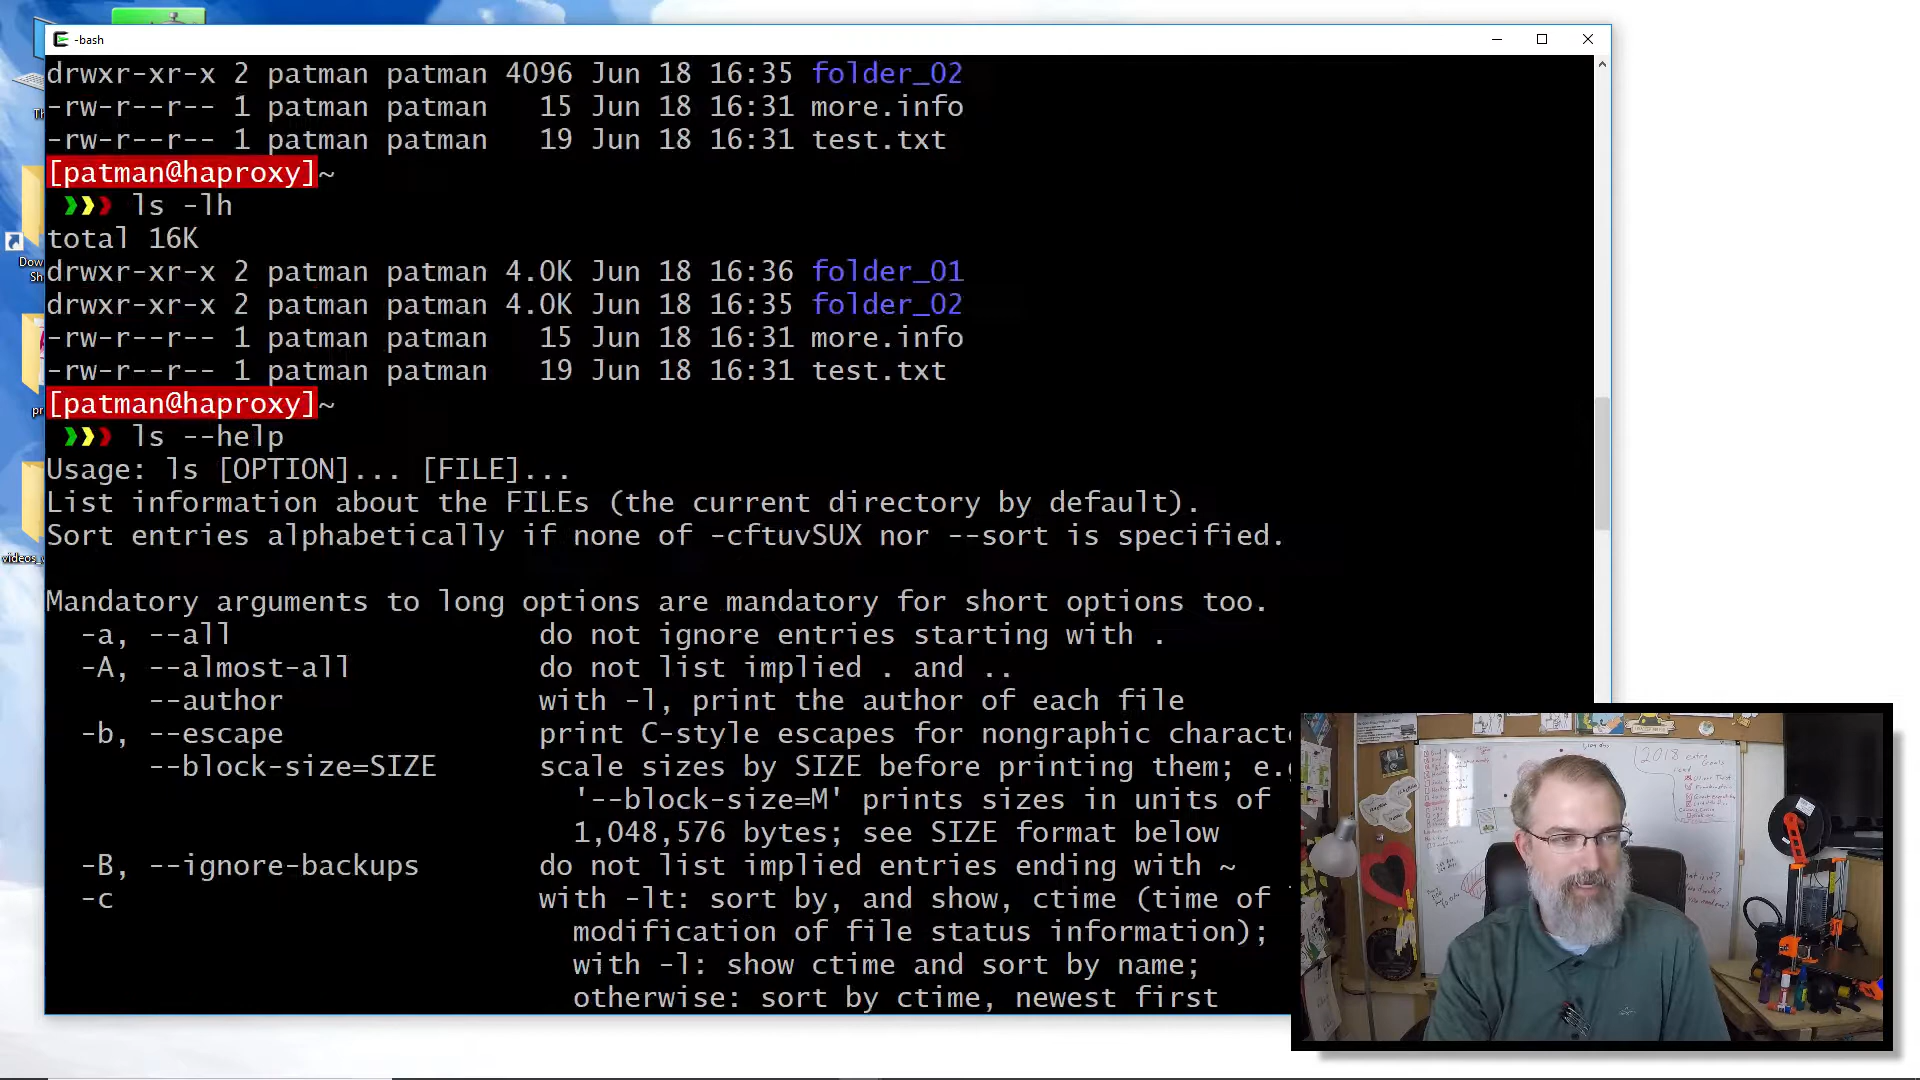 -bash
drwxr-xr-x 2 patman patman 4096 Jun 18 16:35 folder_02
-rw-r--r-- 1 patman patman   15 Jun 18 16:31 more.info
-rw-r--r-- 1 patman patman   19 Jun 18 16:31 test.txt
[patman@haproxy]~
❯❯❯ ls -lh
total 16K
drwxr-xr-x 2 patman patman 4.0K Jun 18 16:36 folder_01
drwxr-xr-x 2 patman patman 4.0K Jun 18 16:35 folder_02
-rw-r--r-- 1 patman patman   15 Jun 18 16:31 more.info
-rw-r--r-- 1 patman patman   19 Jun 18 16:31 test.txt
[patman@haproxy]~
❯❯❯ ls --help
Usage: ls [OPTION]... [FILE]...
List information about the FILEs (the current directory by default).
Sort entries alphabetically if none of -cftuvSUX nor --sort is specified.
Mandatory arguments to long options are mandatory for short options too.
-a, --all                  do not ignore entries starting with .
-A, --almost-all           do not list implied . and ..
--author               with -l, print the author of each file
-b, --escape               print C-style escapes for nongraphic characte
--block-size=SIZE      scale sizes by SIZE before printing them; e.g
'--block-size=M' prints sizes in units of
1,048,576 bytes; see SIZE format below
-B, --ignore-backups       do not list implied entries ending with ~
-c                         with -lt: sort by, and show, ctime (time of
modification of file status information);
with -l: show ctime and sort by name;
otherwise: sort by ctime, newest first
Dow
Sh
pr
videos_
2018
Goals